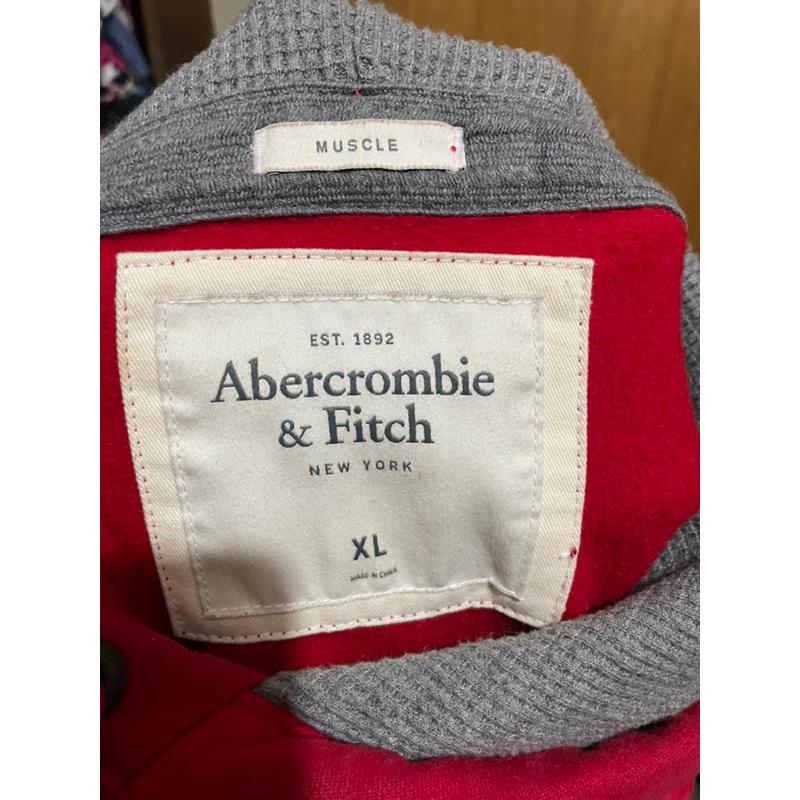 MUSCLE
EST. 1892
Abercrombie
& Fitch
NEW YORK
XL
MADE IN CHINA